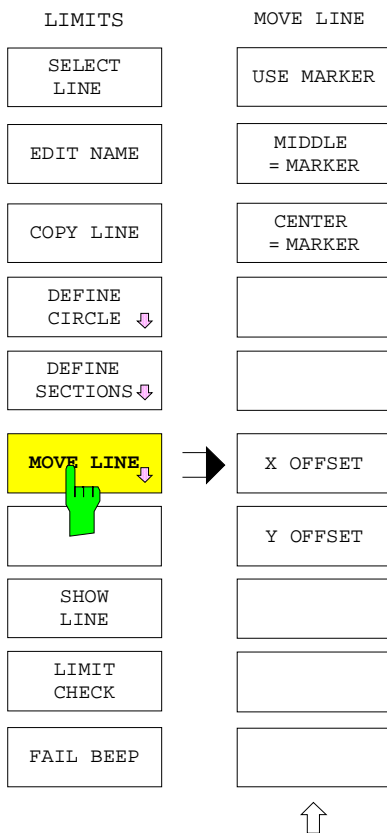 LIMITS
SELECT
LINE
EDIT NAME
COPY LINE
DEFINE
CIRCLE
DEFINE
SECTIONS
MOVE LINE
SHOW
LINE
LIMIT
CHECK
FAIL BEEP
MOVE LINE
USE MARKER
MIDDLE
= MARKER
CENTER
= MARKER
X OFFSET
Y OFFSET